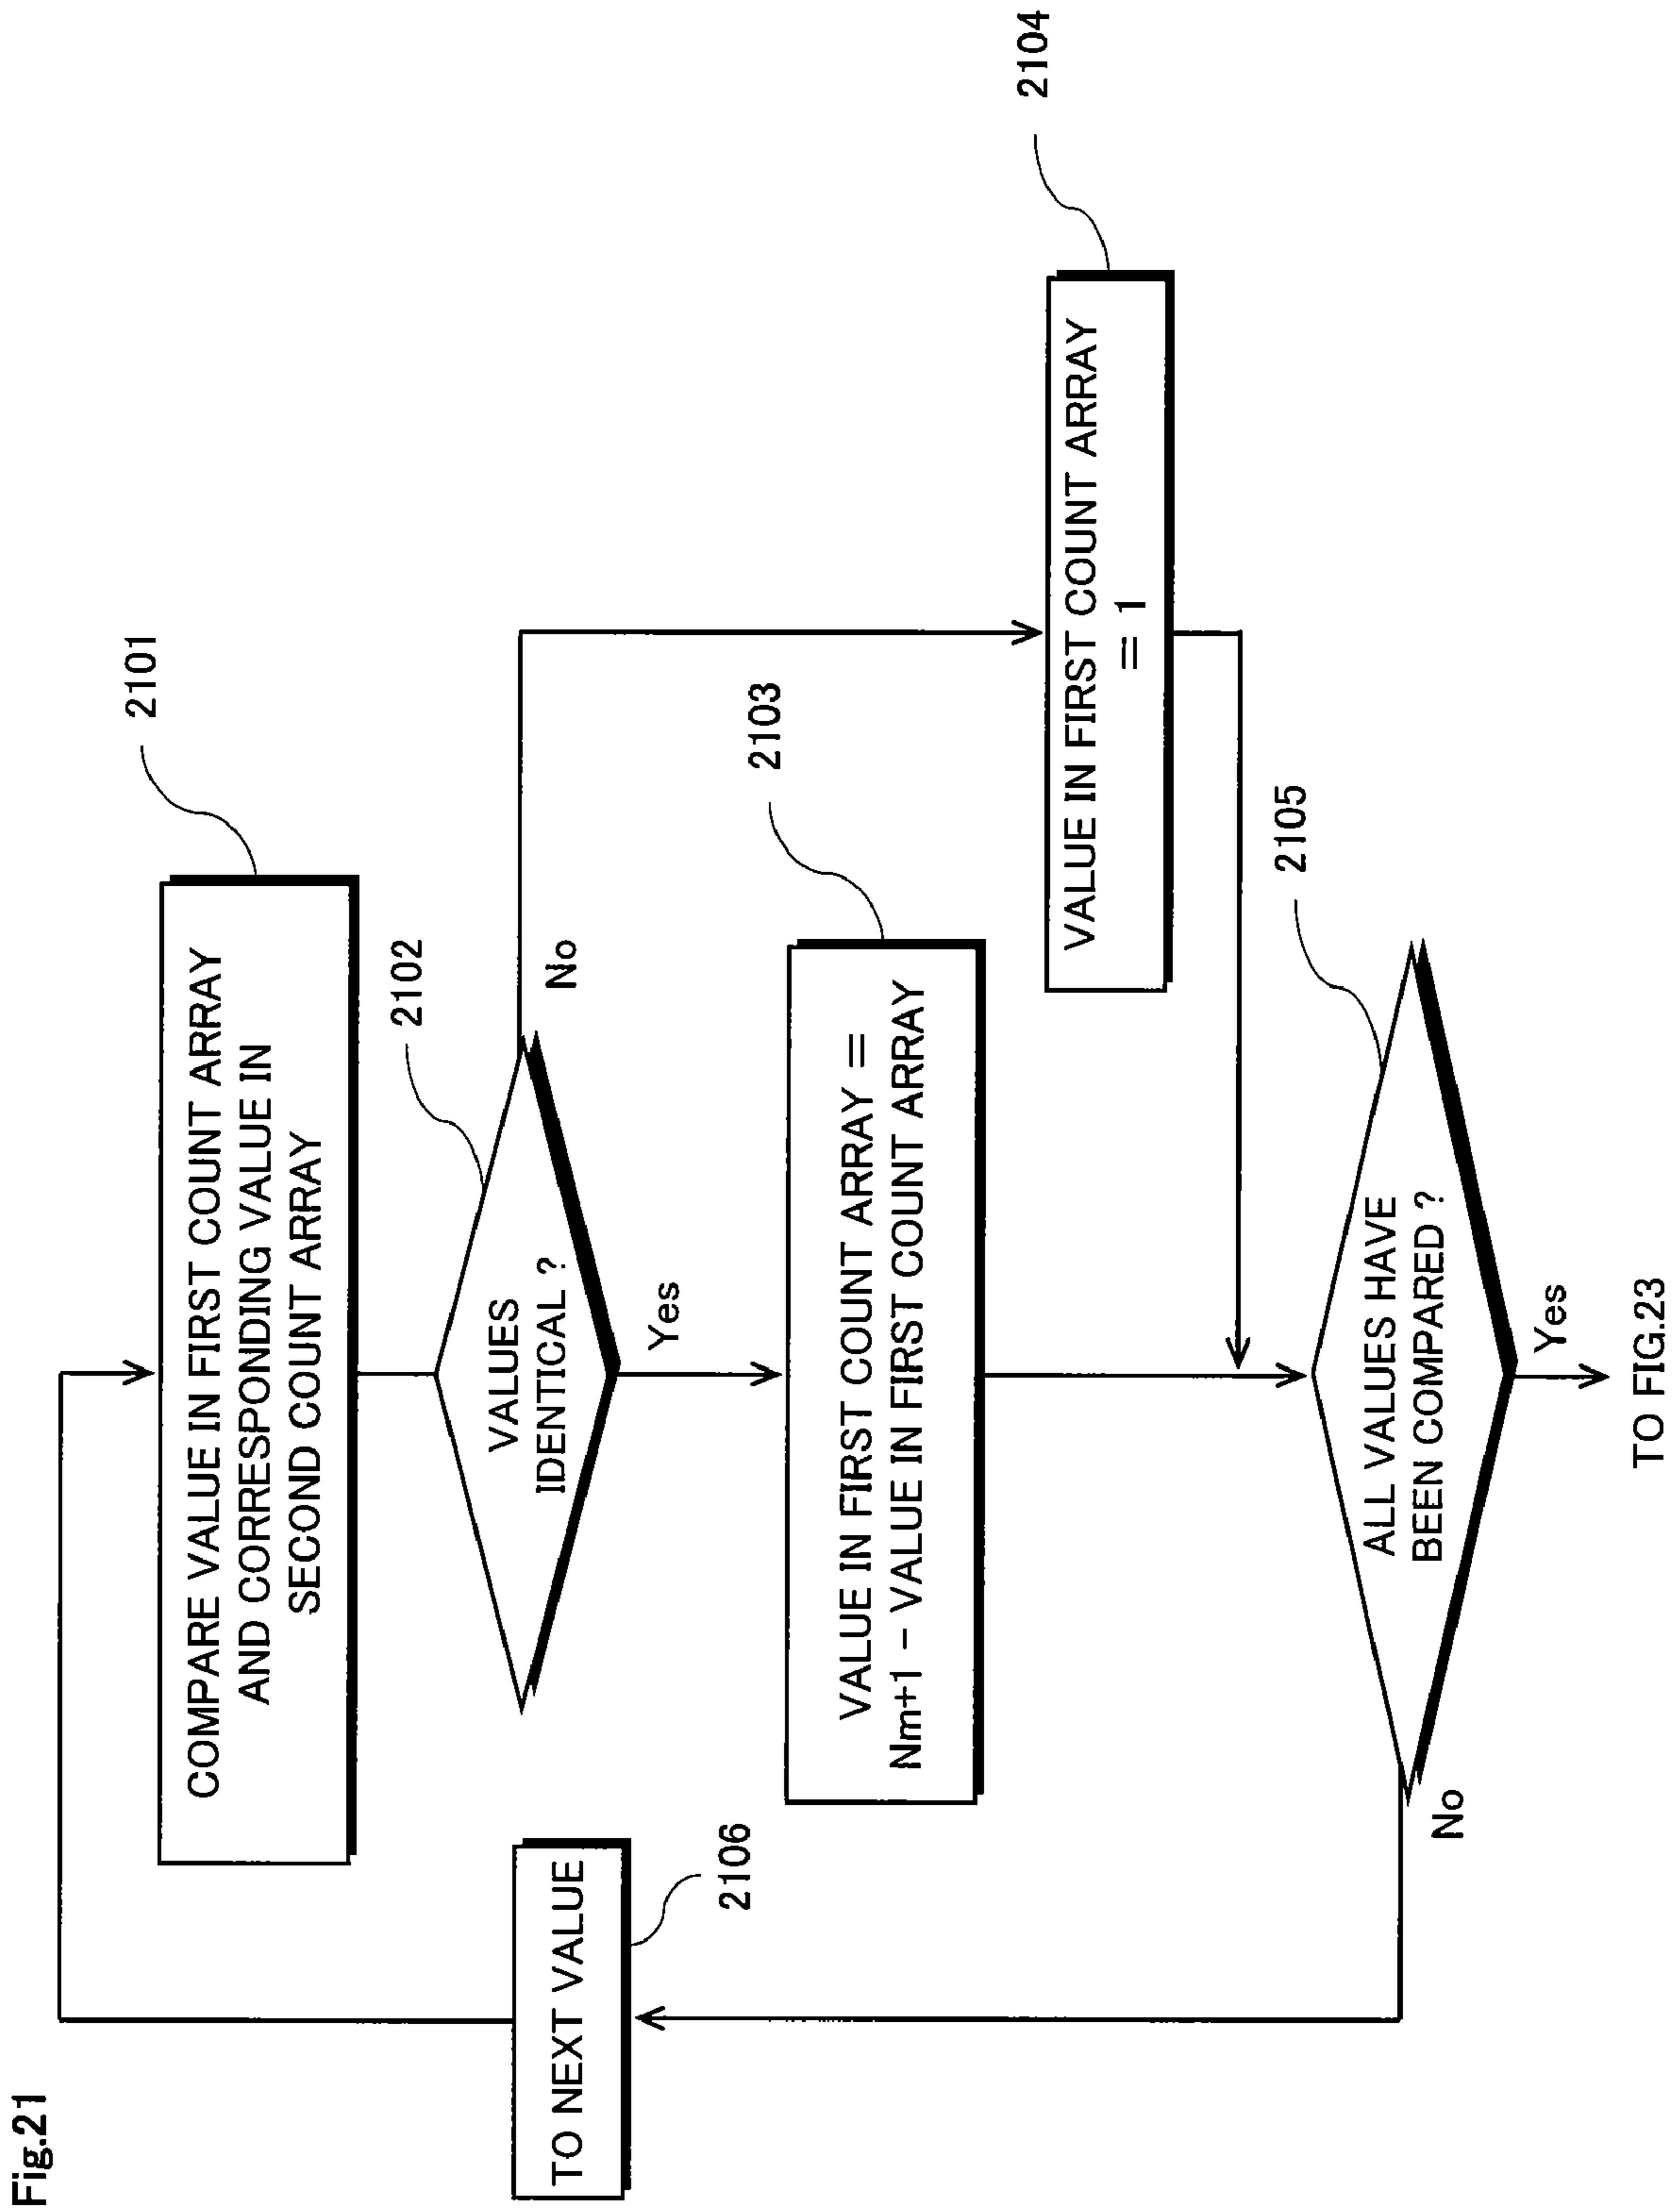 Fig.21
2101
COMPARE VALUE IN FIRST COUNT ARRAY
AND CORRESPONDING VALUE IN
SECOND COUNT ARRAY
2102
VALUES
IDENTICAL ?
No
Yes
2103
VALUE IN FIRST COUNT ARRAY =
Nm+1 - VALUE IN FIRST COUNT ARRAY
2104
VALUE IN FIRST COUNT ARRAY
= 1
2105
ALL VALUES HAVE
BEEN COMPARED ?
No
Yes
TO NEXT VALUE
2106
TO FIG.23